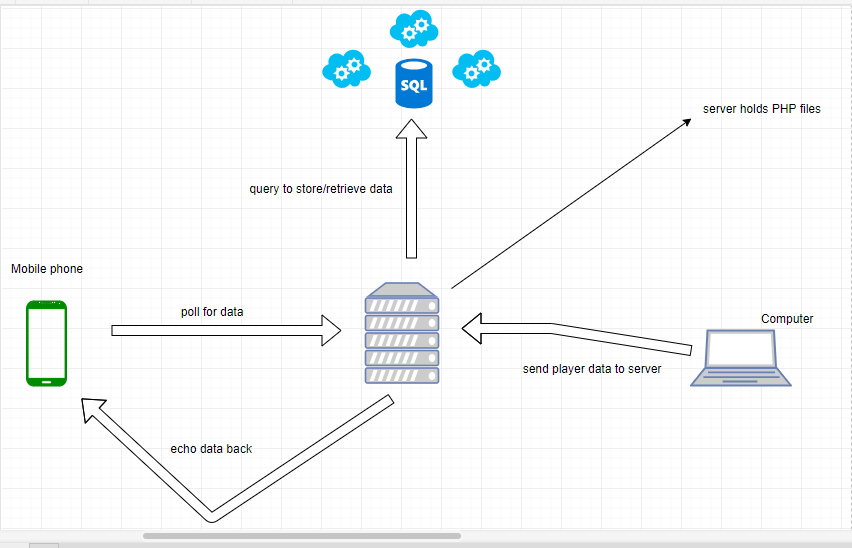 SQL
server holds PHP files
query to store/retrieve data
Mobile phone
poll for data
Computer
send player data to server
echo data back